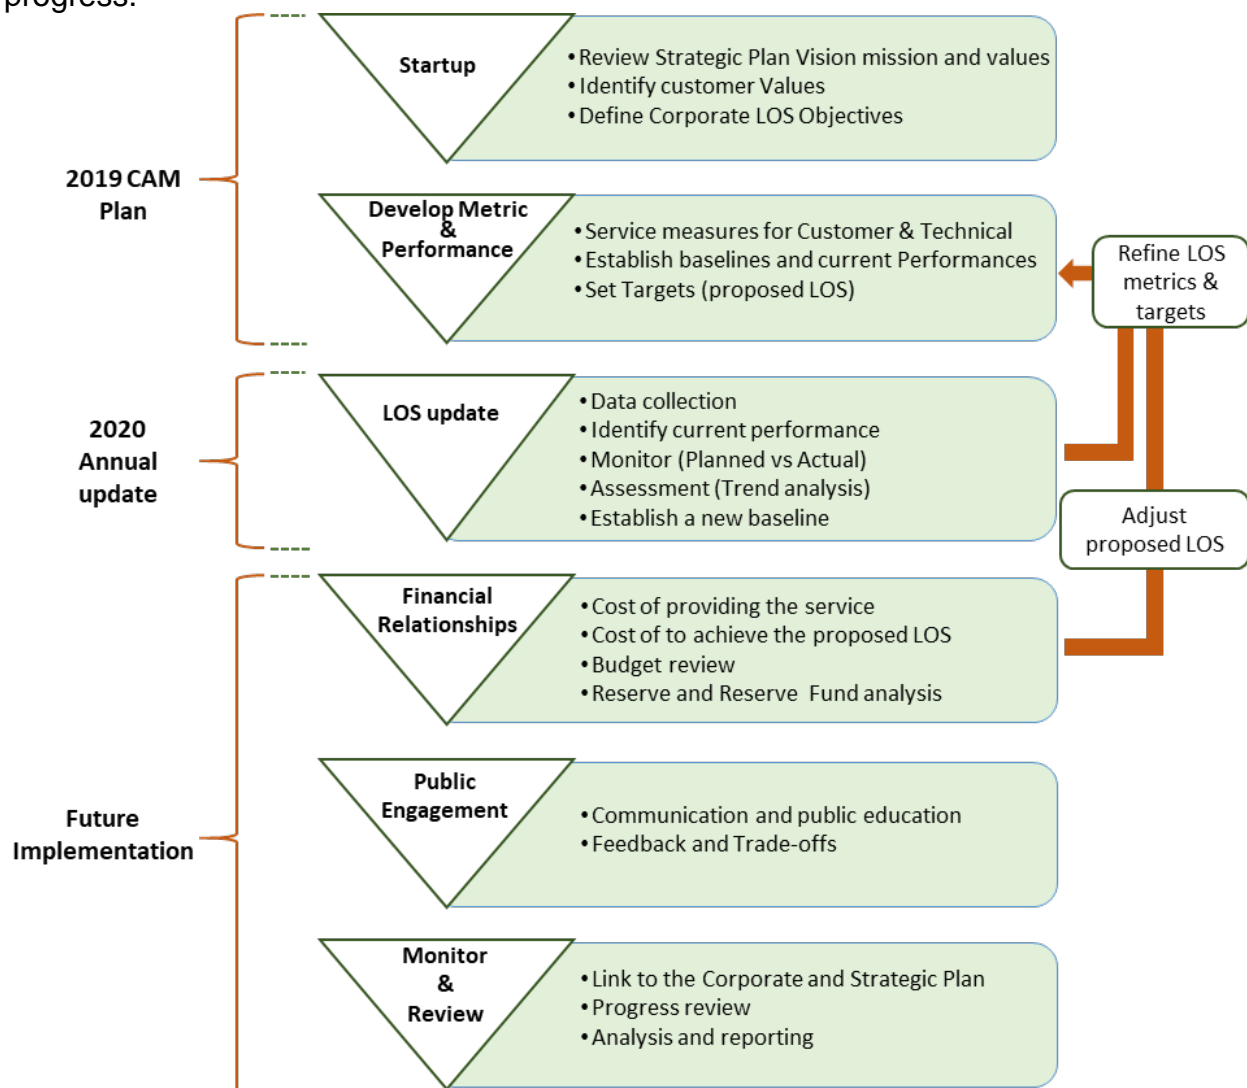 progress.
Startup
• Review Strategic Plan Vision mission and values
• Identify customer Values
• Define Corporate LOS Objectives
2019 CAM
Plan
Develop Metric
&
Performance
• Service measures for Customer & Technical
• Establish baselines and current Performances
• Set Targets (proposed LOS)
Refine LOS
metrics &
targets
2020
Annual
update
LOS update
• Data collection
• Identify current performance
• Monitor (Planned vs Actual)
• Assessment (Trend analysis)
• Establish a new baseline
Adjust
proposed LOS
Financial
Relationships
• Cost of providing the service
• Cost of to achieve the proposed LOS
• Budget review
• Reserve and Reserve Fund analysis
Future
Implementation
Public
Engagement
• Communication and public education
• Feedback and Trade-offs
Monitor
&
Review
• Link to the Corporate and Strategic Plan
• Progress review
• Analysis and reporting